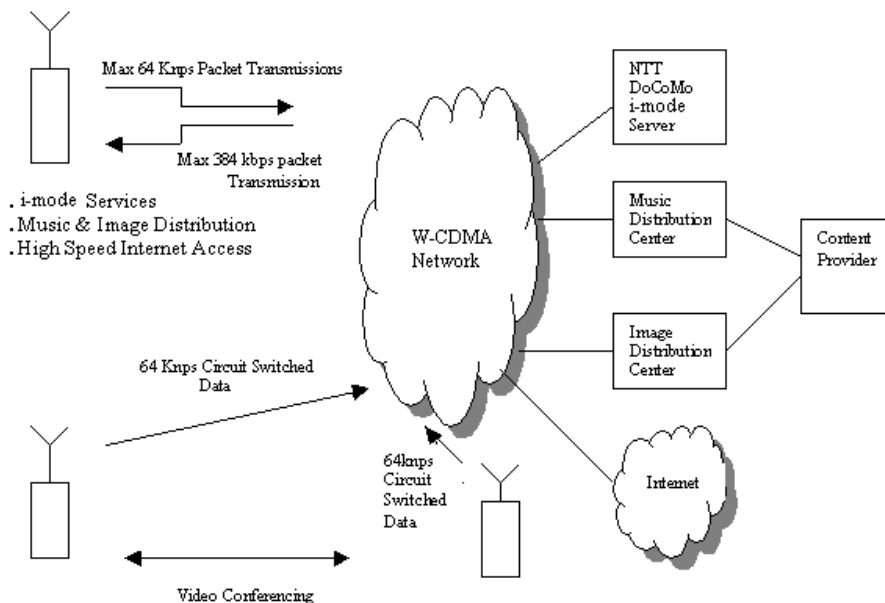 Max 64 Knps Packet Transmissions
Max 384 kbps packet
Transmission
. i-mode Services
.Music & Image Distribution
.High Speed Internet Access
W-CDMA
Network
NTT
DoCoMo
i-mode
Server
Music
Distribution
Center
Content
Provider
Image
Distribution
Center
64 Knps Circuit Switched
Data
64knps
Circuit
Switched
Data
Internet
Video Conferencing